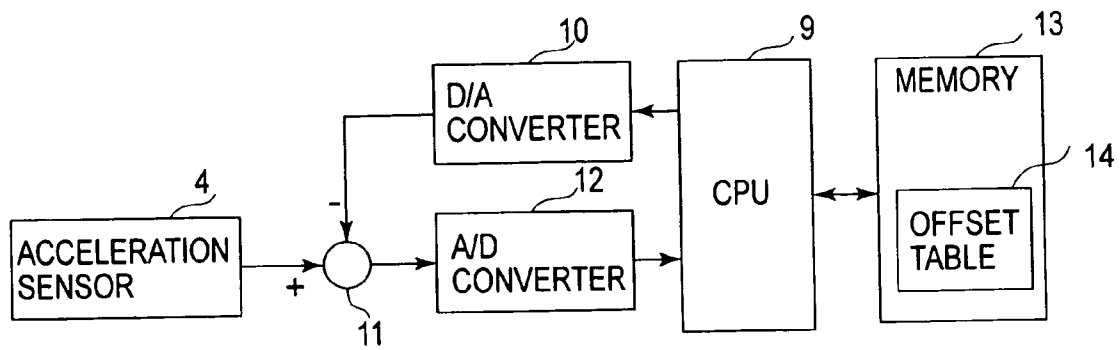 10
9
13
D/A
CONVERTER
MEMORY
14
CPU
OFFSET
TABLE
4
-
12
ACCELERATION
SENSOR
+
11
A/D
CONVERTER